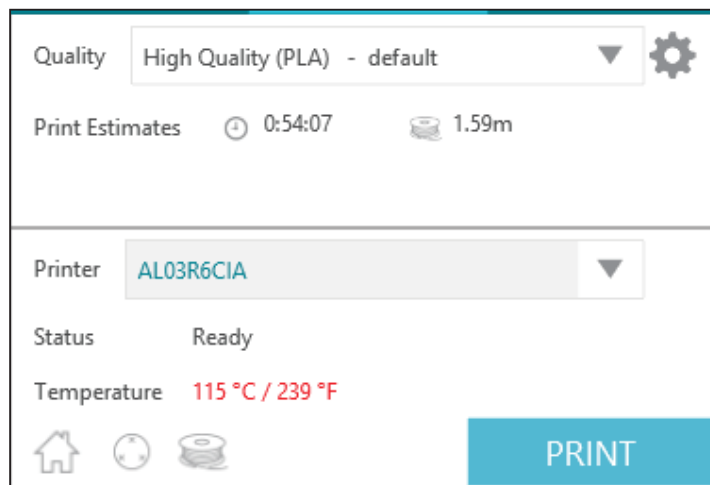 Quality High Quality (PLA) - default
Print Estimates 0:54:07 1.59m
Printer AL03R6CIA
Status Ready
Temperature 115 °C / 239 °F
PRINT